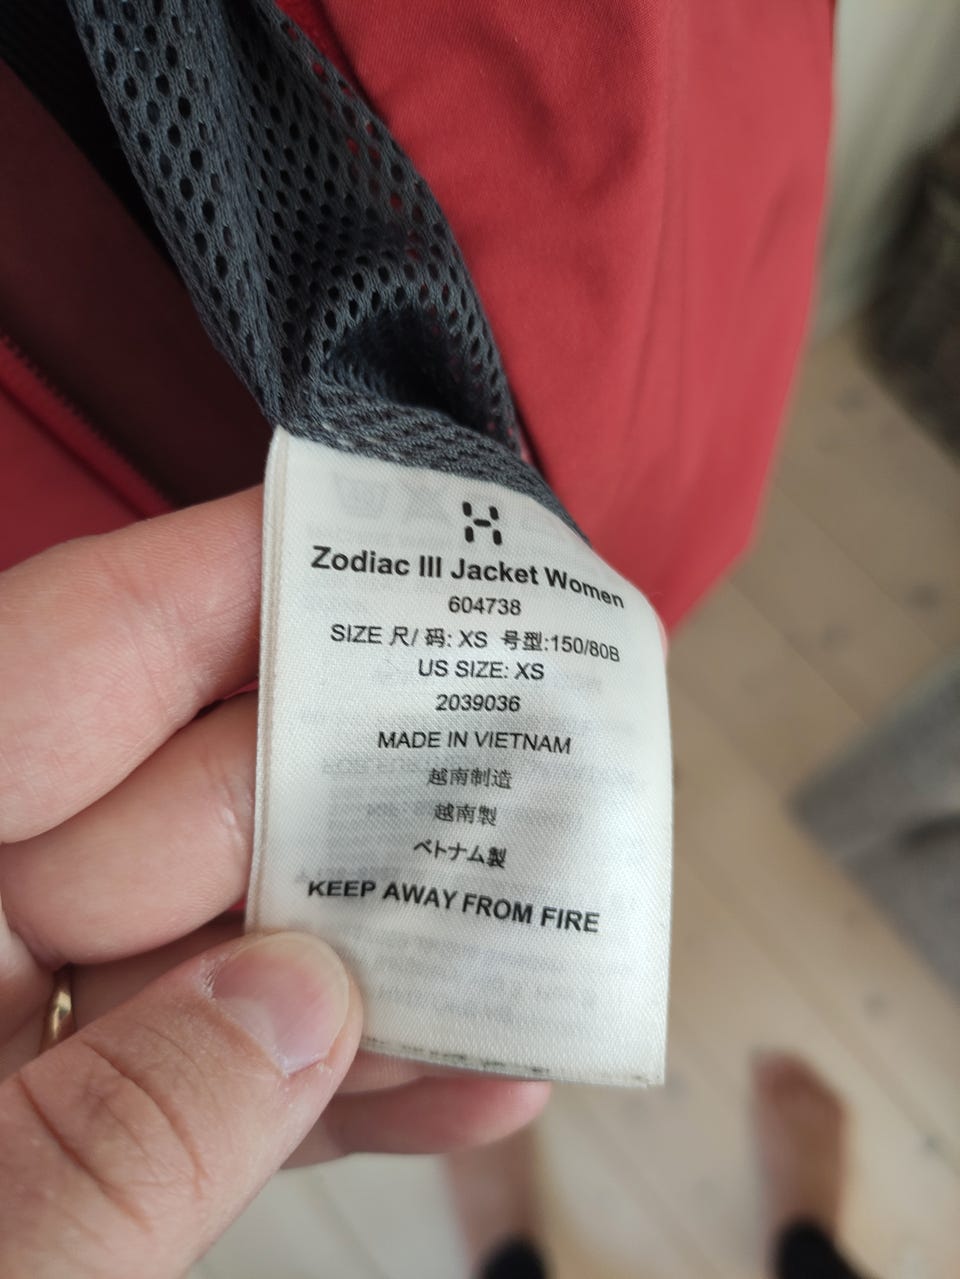 Zodiac III Jacket Women
604738
SIZE 尺/ 码: XS 号型:150/80B
US SIZE: XS
2039036
MADE IN VIETNAM
越南制造
越南製
ベトナム製
KEEP AWAY FROM FIRE